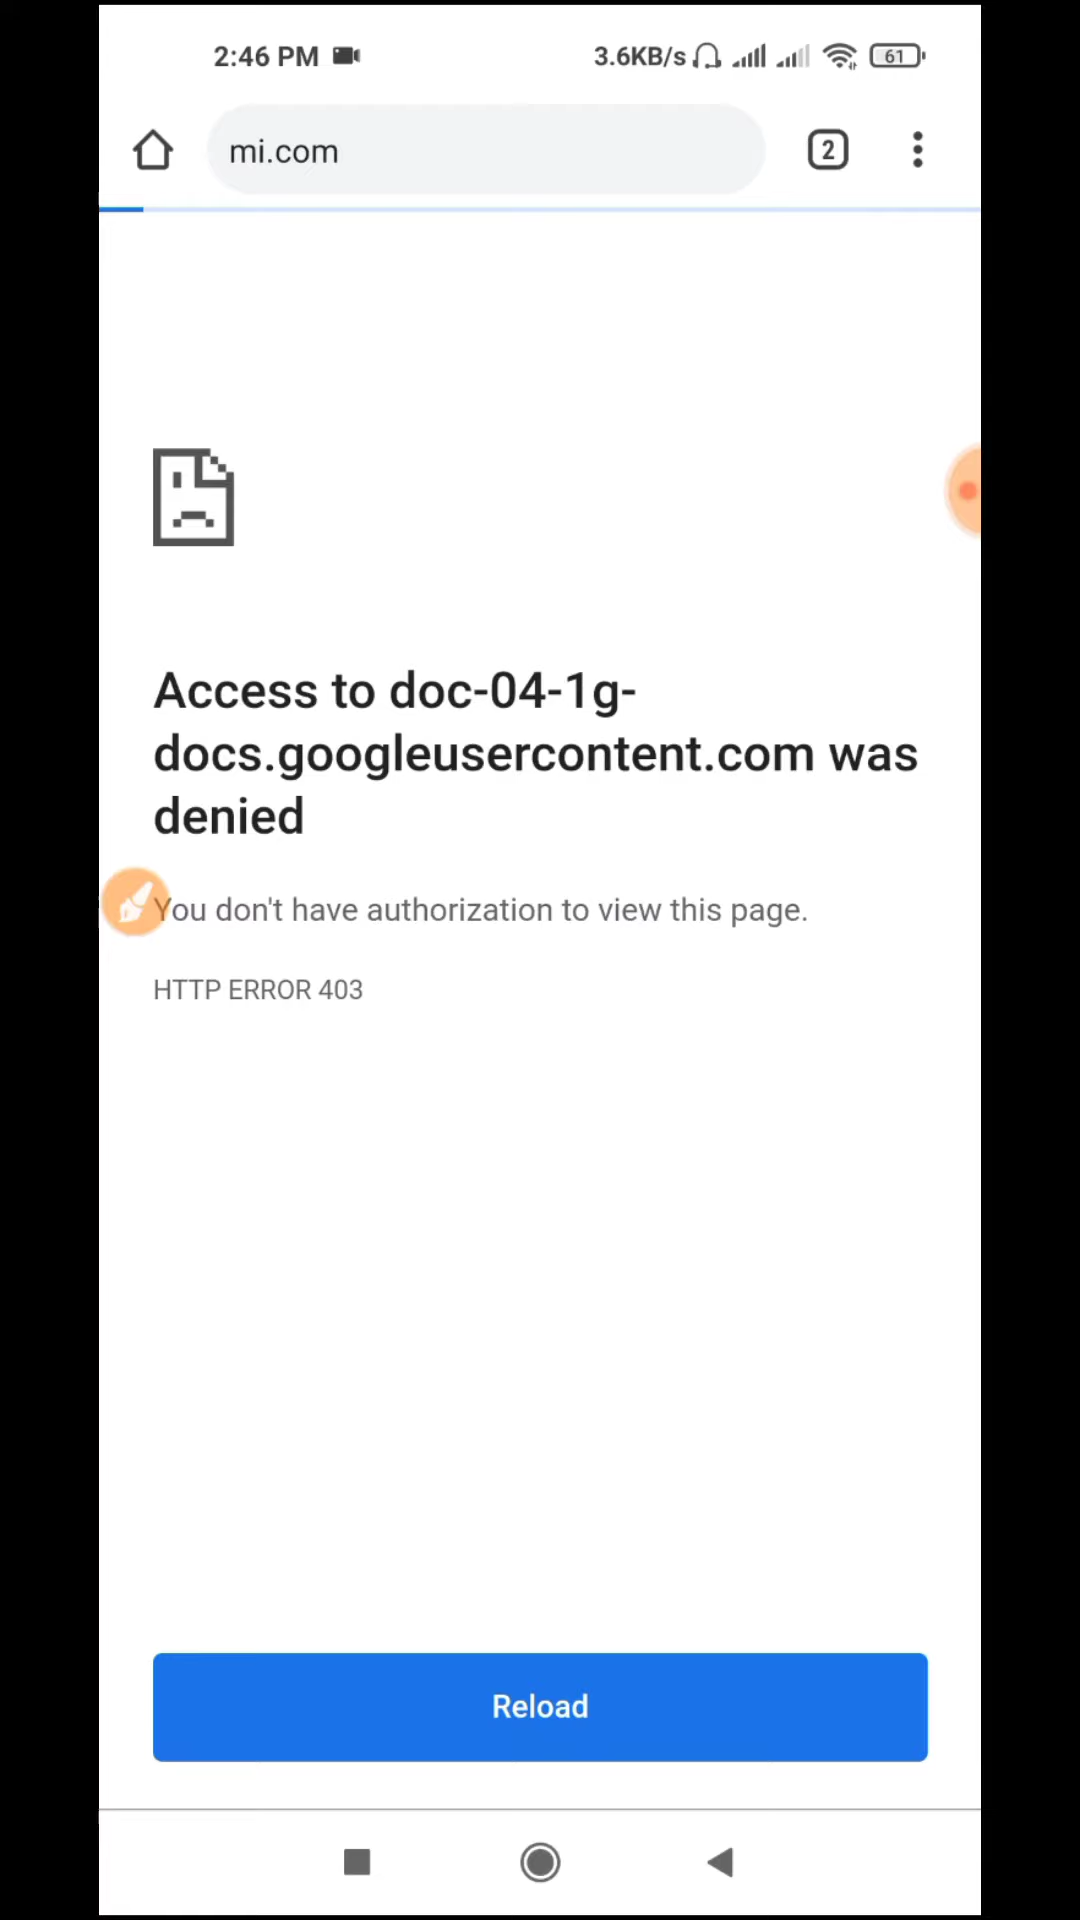 2:46 PM 3.6KB/s 61
mi.com 2
Access to doc-04-1g-
docs.googleusercontent.com was
denied
You don't have authorization to view this page.
HTTP ERROR 403
Reload